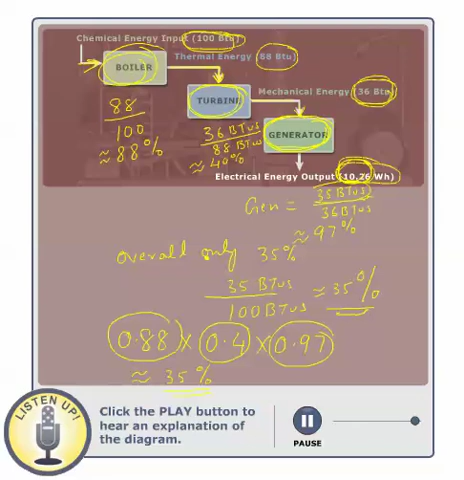 Chemical Energy Input (100 Btu)
BOILER
Thermal Energy (88 Btu)
TURBINE
Mechanical Energy (36 Btu)
GENERATOR
Electrical Energy Output (10.26 Wh)
88
100
≈ 88%
36 BTUs
88 BTUs
≈ 40%
Gen = 35 BTUS
36 BTUS
≈ 97%
overall only 35%
35 BTUs
100 BTUs
≈ 35%
0.88 × 0.4 × 0.97
≈ 35%
LISTEN UP!
Click the PLAY button to
hear an explanation of
the diagram.
PAUSE